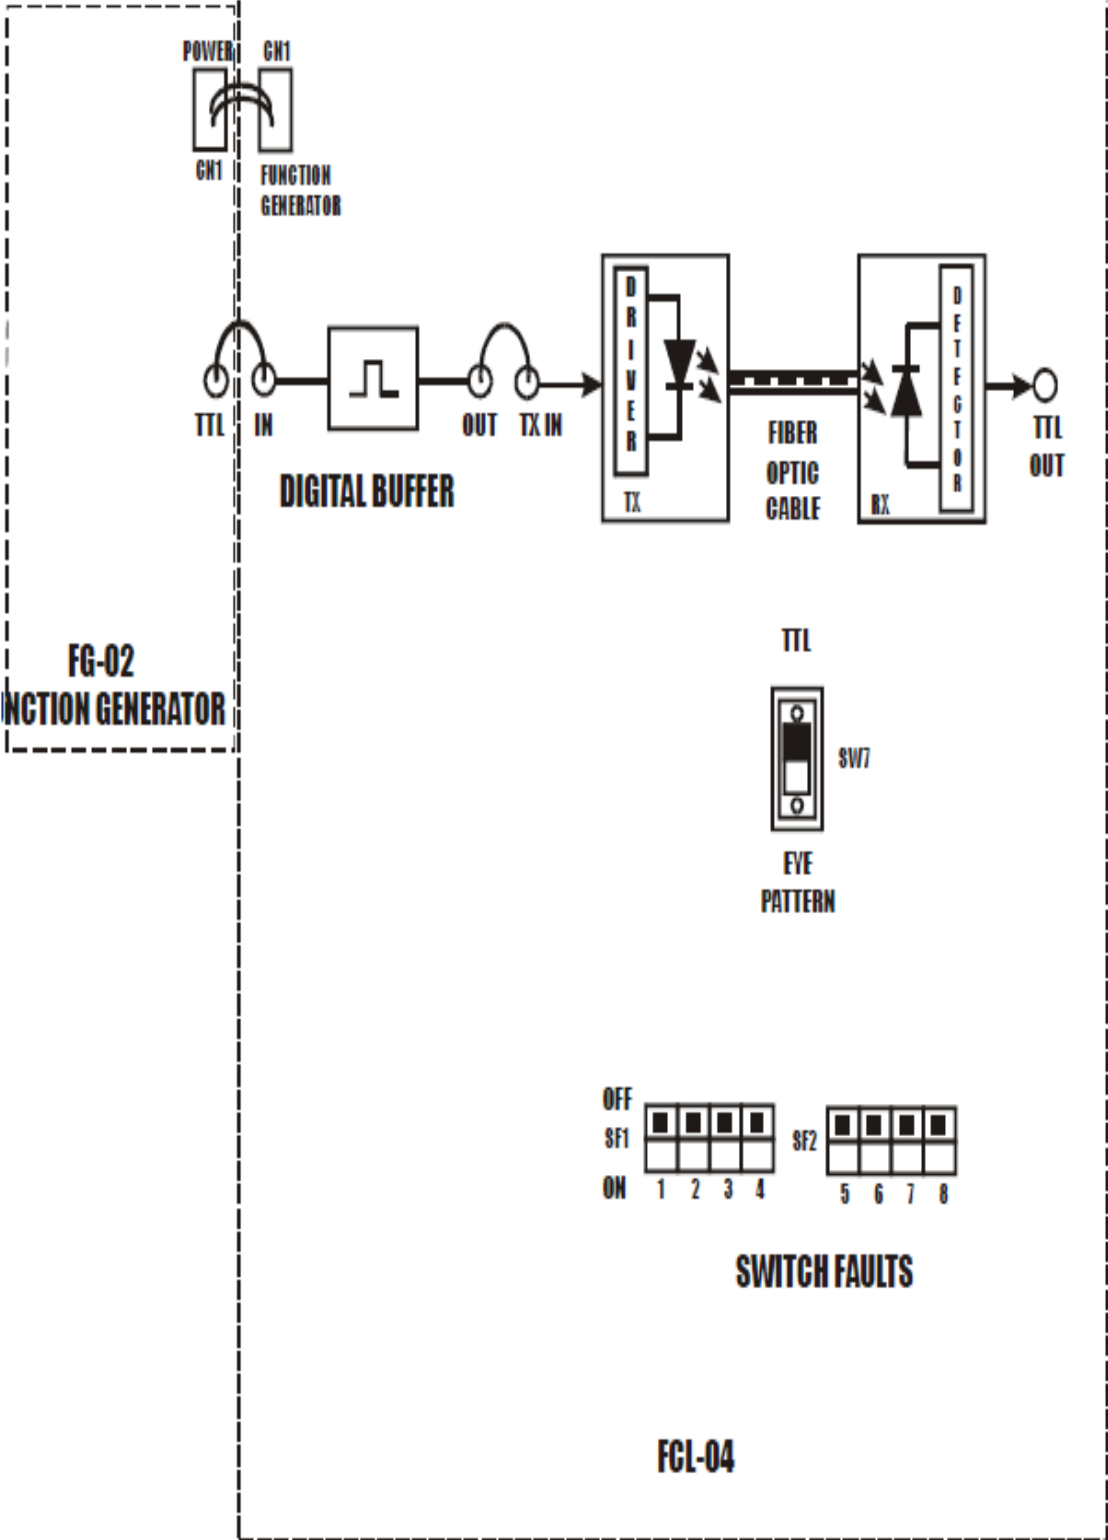 POWER CN1
CN1
FUNCTION
GENERATOR
DRIVER
DETECTOR
TTL IN
OUT TX IN
DIGITAL BUFFER
TX
FIBER
OPTIC
CABLE
RX
TTL
OUT
FG-02
NCTION GENERATOR
TTL
SW7
EYE
PATTERN
OFF
SF1
ON
1 2 3 4
SF2
5 6 7 8
SWITCH FAULTS
FCL-04